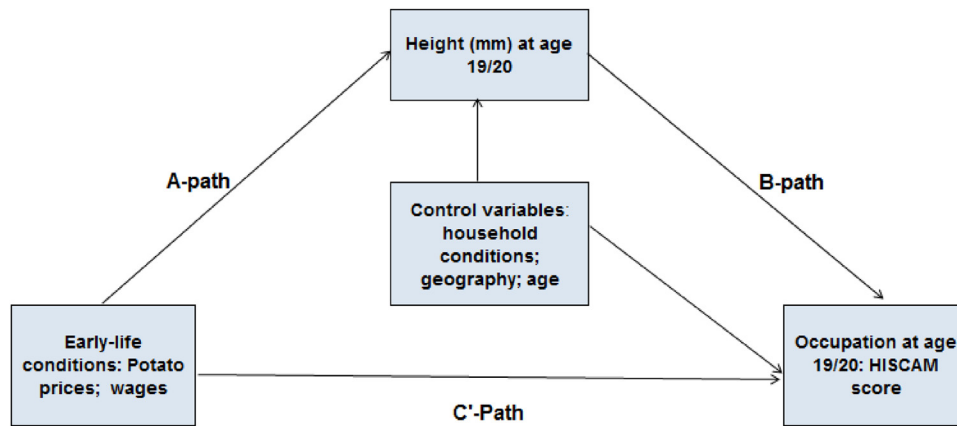 Height (mm) at age
19/20
A-path
B-path
Control variables:
household
conditions;
geography; age
Early-life
conditions: Potato
prices; wages
Occupation at age
19/20: HISCAM
score
C'-Path